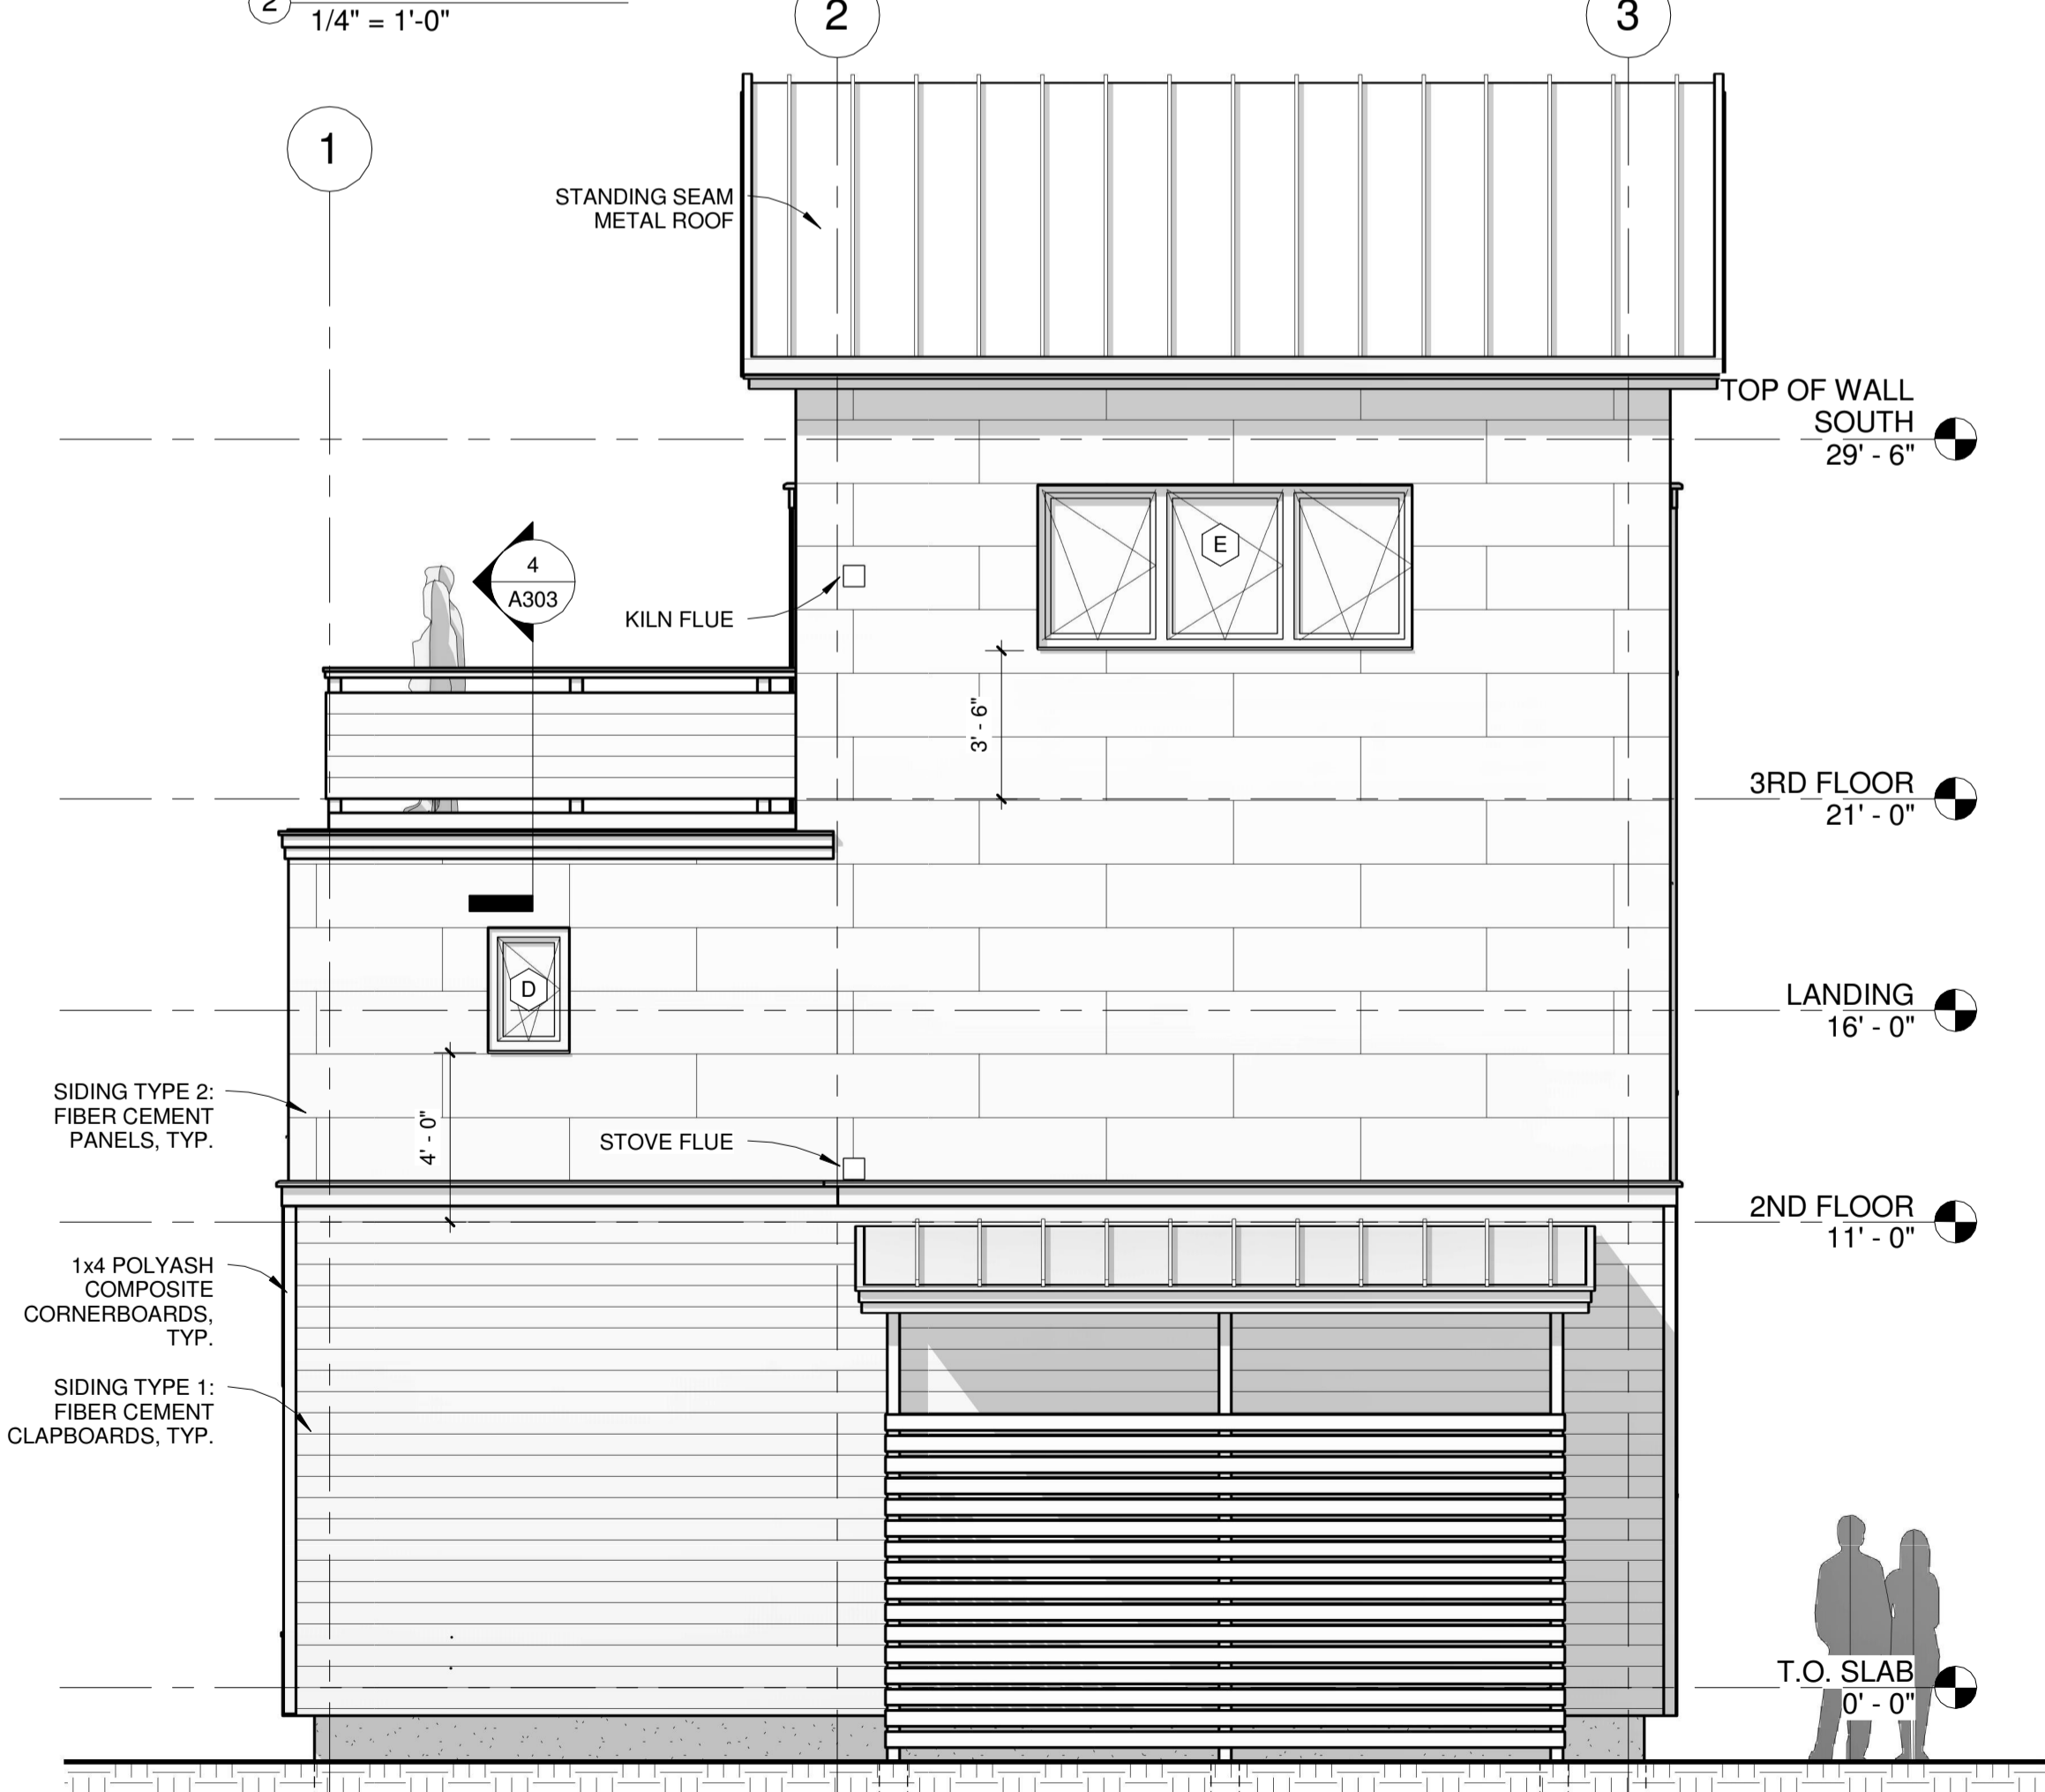 2
1/4" = 1'-0"
2
3
1
STANDING SEAM
METAL ROOF
TOP OF WALL
SOUTH
29' - 6"
E
4
A303
KILN FLUE
3' - 6"
3RD FLOOR
21' - 0"
D
LANDING
16' - 0"
SIDING TYPE 2:
FIBER CEMENT
PANELS, TYP.
4' - 0"
STOVE FLUE
2ND FLOOR
11' - 0"
1x4 POLYASH
COMPOSITE
CORNERBOARDS,
TYP.
SIDING TYPE 1:
FIBER CEMENT
CLAPBOARDS, TYP.
T.O. SLAB
0' - 0"